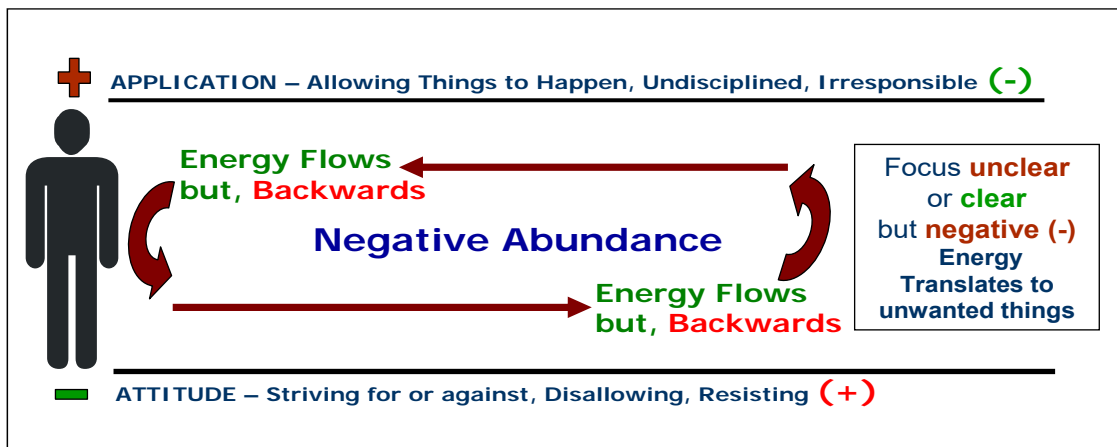 APPLICATION – Allowing Things to Happen, Undisciplined, Irresponsible (-)
Energy Flows
but, Backwards
Negative Abundance
Energy Flows
but, Backwards
Focus unclear
or clear
but negative (-)
Energy
Translates to
unwanted things
ATTITUDE – Striving for or against, Disallowing, Resisting (+)